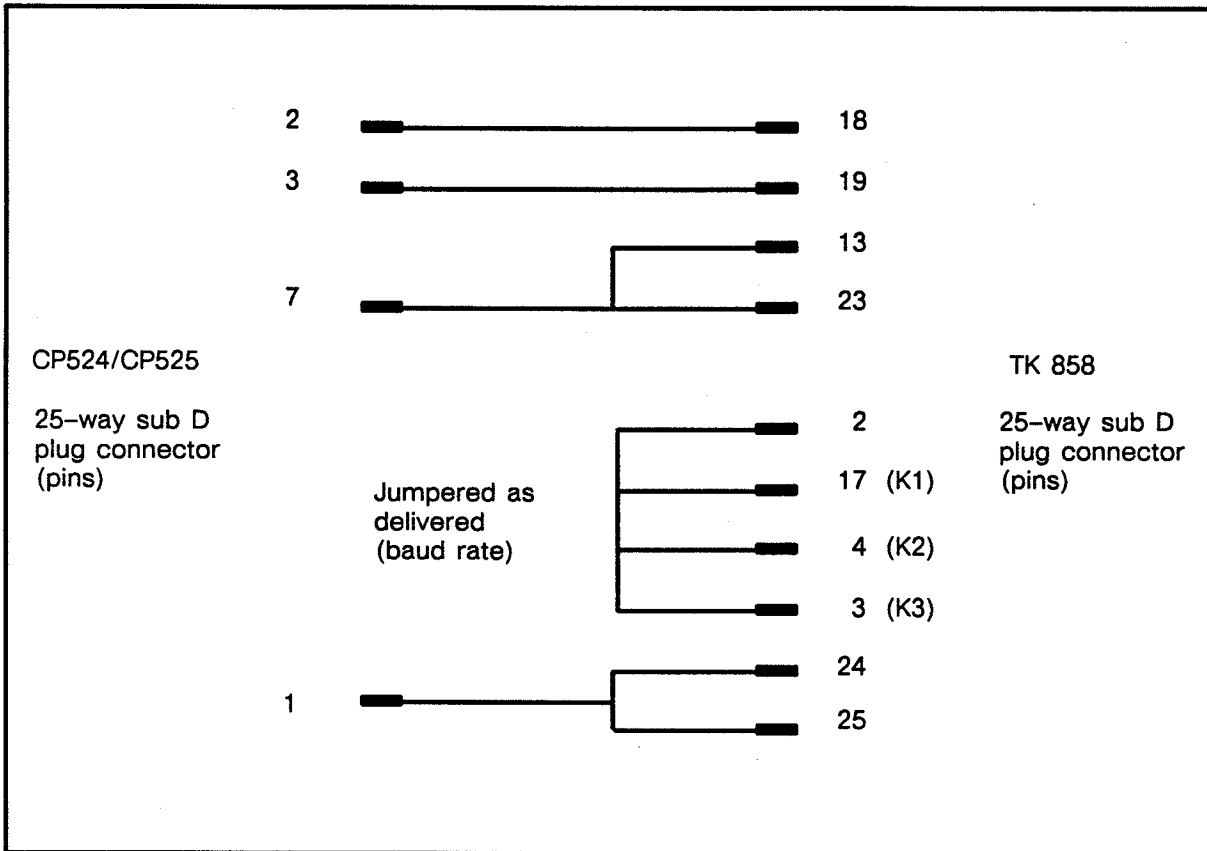 2 18
3 19
13
7 23
CP524/CP525
TK 858
25-way sub D
plug connector
(pins)
25-way sub D
plug connector
(pins)
Jumpered as
delivered
(baud rate)
2
17 (K1)
4 (K2)
3 (K3)
24
1
25